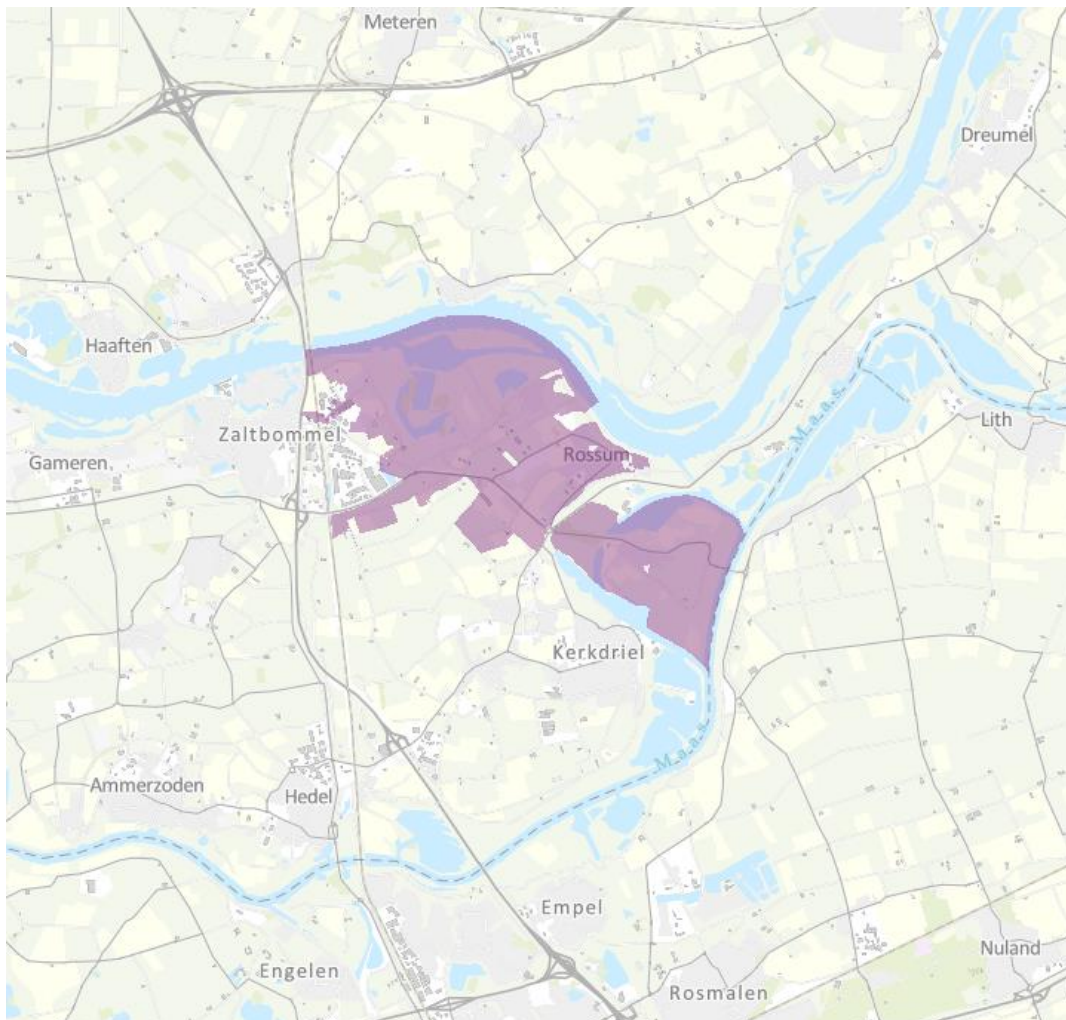 Meteren
Dreumel
Haaften
Maas
Lith
Zaltbommel
Gameren
Rossum
Kerkdriel
Maas
Ammerzoden
Hedel
Empel
Nuland
Engelen
Rosmalen